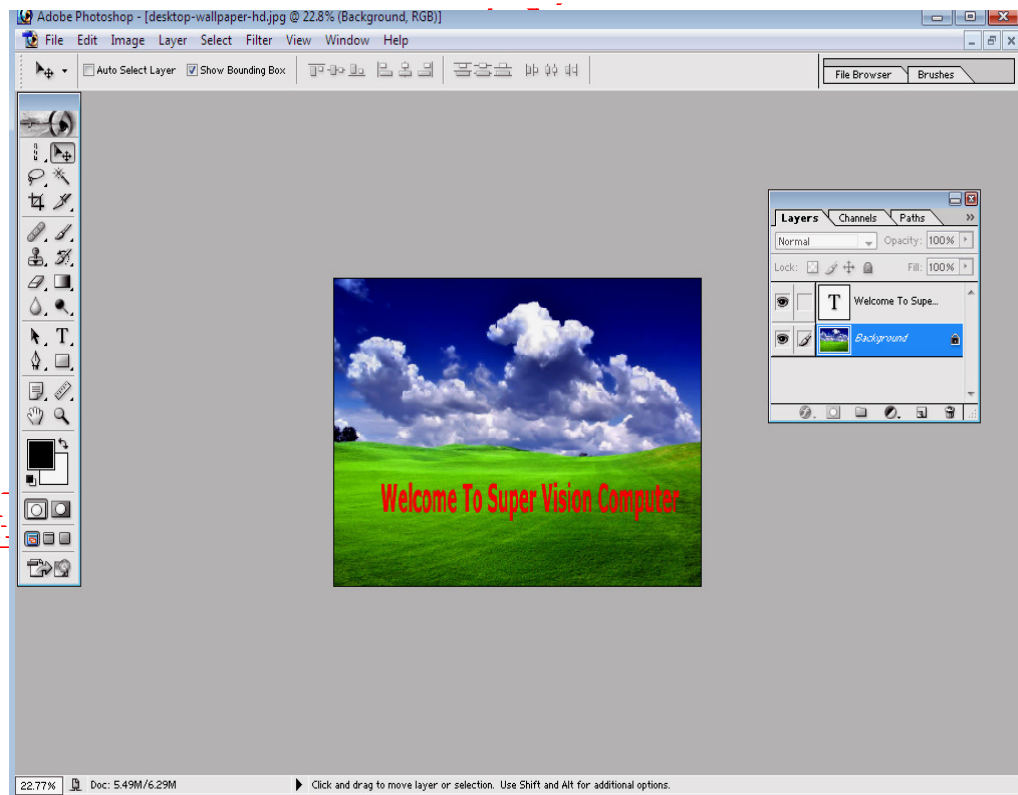 Adobe Photoshop - [desktop-wallpaper-hd.jpg @ 22.8% (Background, RGB)]
File Edit Image Layer Select Filter View Window Help
Auto Select Layer Show Bounding Box
File Browser Brushes
Layers Channels Paths
Normal Opacity: 100%
Lock: Fill: 100%
T Welcome To Supe...
Background
T
Welcome To Super Vision Computer
22.77% Doc: 5.49M/6.29M Click and drag to move layer or selection. Use Shift and Alt for additional options.